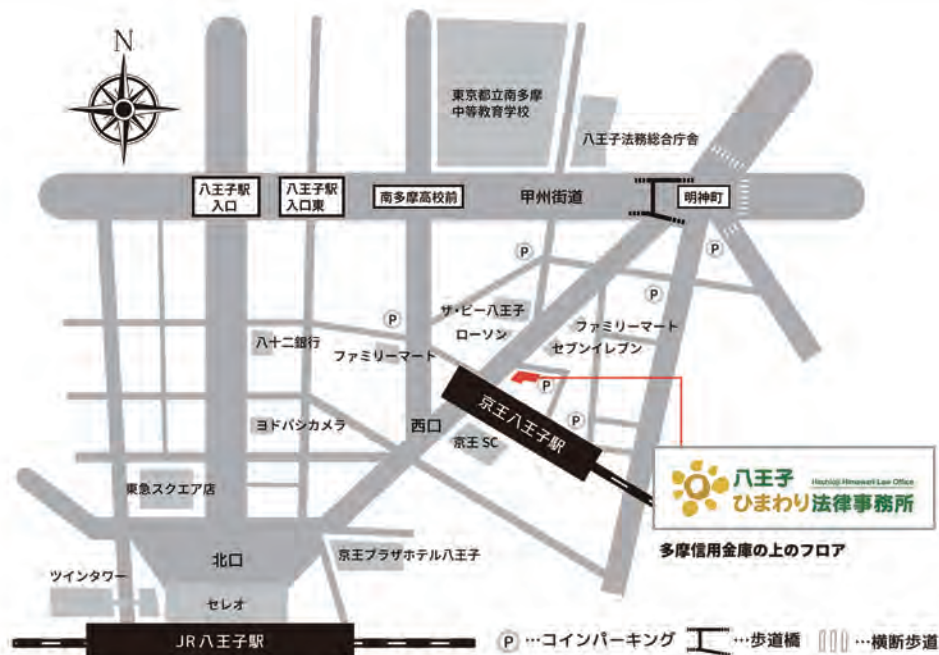 N
東京都立南多摩
中等教育学校
八王子法務総合庁舎
八王子駅
入口
八王子駅
入口東
南多摩高校前
甲州街道
明神町
P
P
P
ザ・ビー八王子
P
ローソン
ファミリーマート
セブンイレブン
八十二銀行
ファミリーマート
P
京王八王子駅
西口
P
ヨドバシカメラ
京王 SC
八王子
Hachioji Himawari Law Office
ひまわり法律事務所
東急スクエア店
多摩信用金庫の上のフロア
北口
京王プラザホテル八王子
ツインタワー
セレオ
JR 八王子駅
P …コインパーキング
…歩道橋
…横断歩道